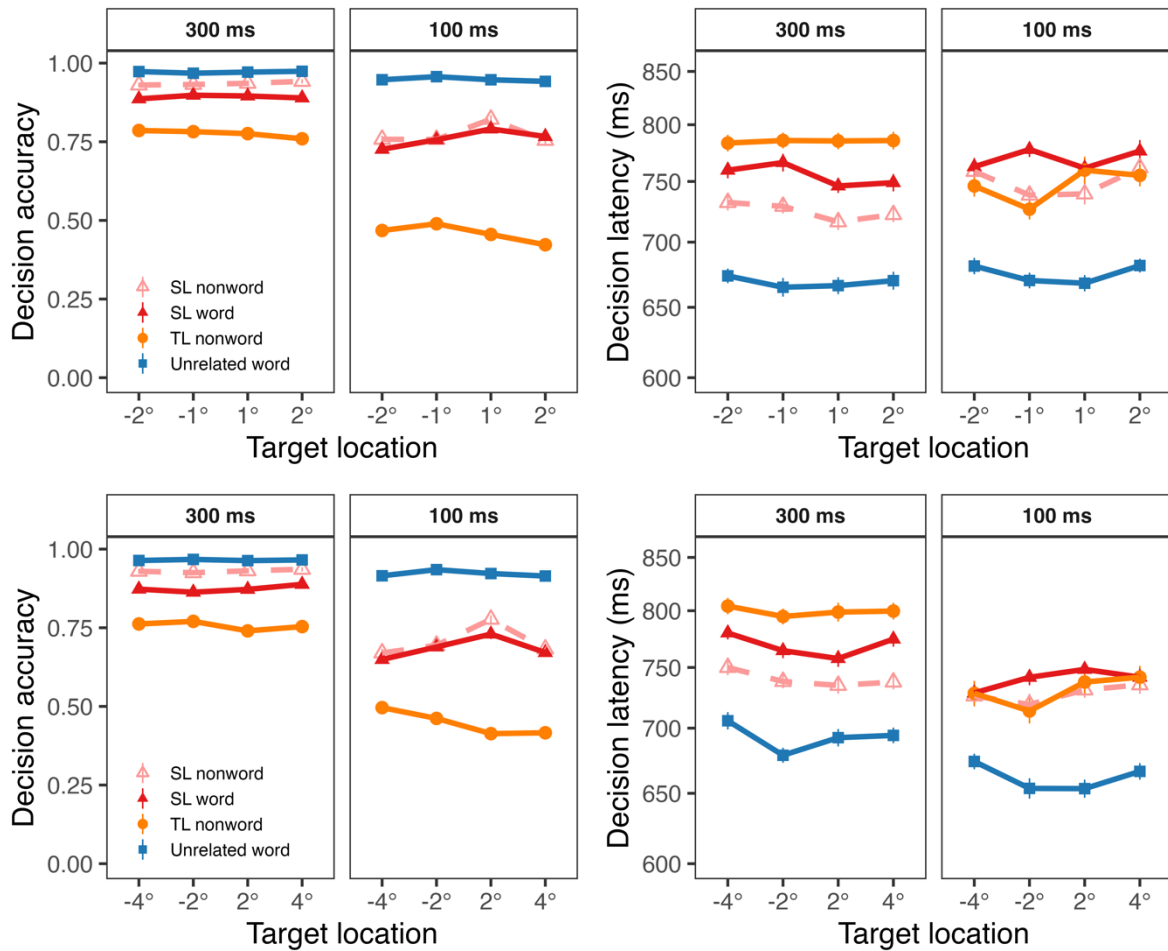 300 ms
100 ms
1.00
0.75
0.50
0.25
0.00
Decision accuracy
SL nonword
SL word
TL nonword
Unrelated word
-2° -1° 1° 2°
-2° -1° 1° 2°
Target location
300 ms
100 ms
850
800
750
700
650
600
Decision latency (ms)
-2° -1° 1° 2°
-2° -1° 1° 2°
Target location
300 ms
100 ms
1.00
0.75
0.50
0.25
0.00
Decision accuracy
SL nonword
SL word
TL nonword
Unrelated word
-4° -2° 2° 4°
-4° -2° 2° 4°
Target location
300 ms
100 ms
850
800
750
700
650
600
Decision latency (ms)
-4° -2° 2° 4°
-4° -2° 2° 4°
Target location